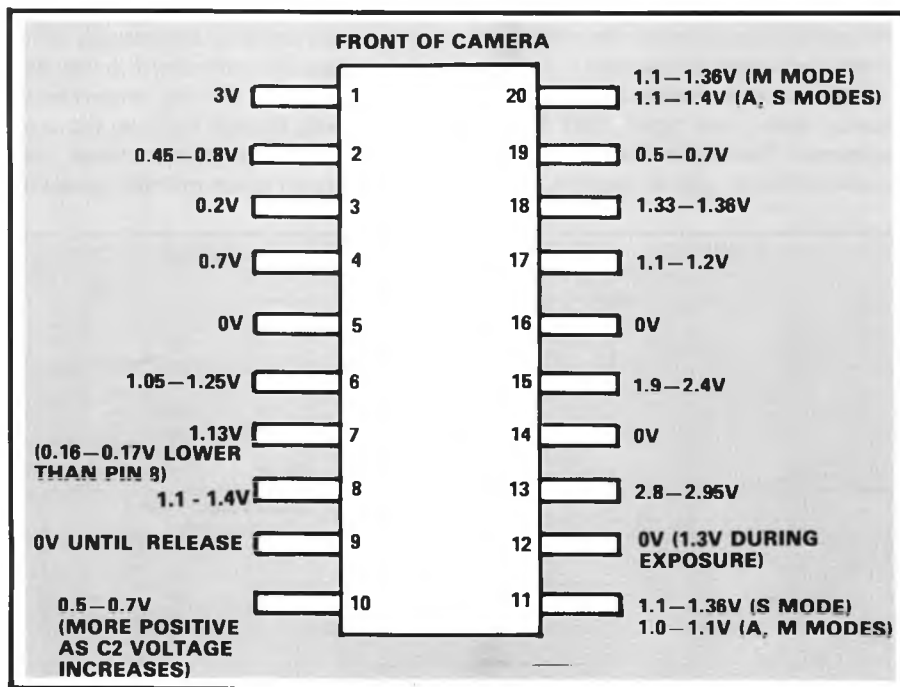 FRONT OF CAMERA
3V 1
0.45–0.8V 2
0.2V 3
0.7V 4
0V 5
1.05–1.25V 6
1.13V 7
(0.16–0.17V LOWER
THAN PIN 8)
1.1 - 1.4V 8
0V UNTIL RELEASE 9
0.5–0.7V 10
(MORE POSITIVE
AS C2 VOLTAGE
INCREASES)
20 1.1–1.36V (M MODE)
1.1–1.4V (A, S MODES)
19 0.5–0.7V
18 1.33–1.36V
17 1.1–1.2V
16 0V
15 1.9–2.4V
14 0V
13 2.8–2.95V
12 0V (1.3V DURING
EXPOSURE)
11 1.1–1.36V (S MODE)
1.0–1.1V (A, M MODES)